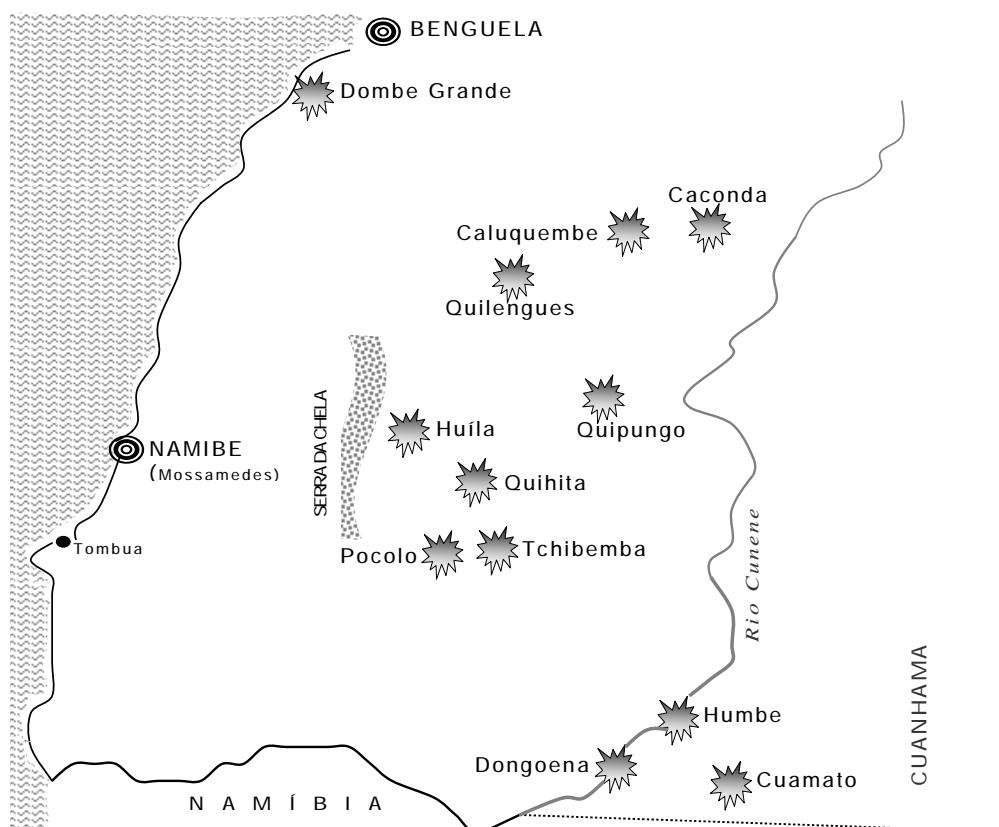 BENGUELA
Dombe Grande
Caconda
Caluquembe
Quilengues
SERRA DA CHELA
Huíla
Quipungo
NAMIBE
(Mossamedes)
Quihita
Tombua
Pocolo
Tchibemba
Rio Cunene
CUANHAMA
Humbe
Dongoena
Cuamato
NAMÍBIA